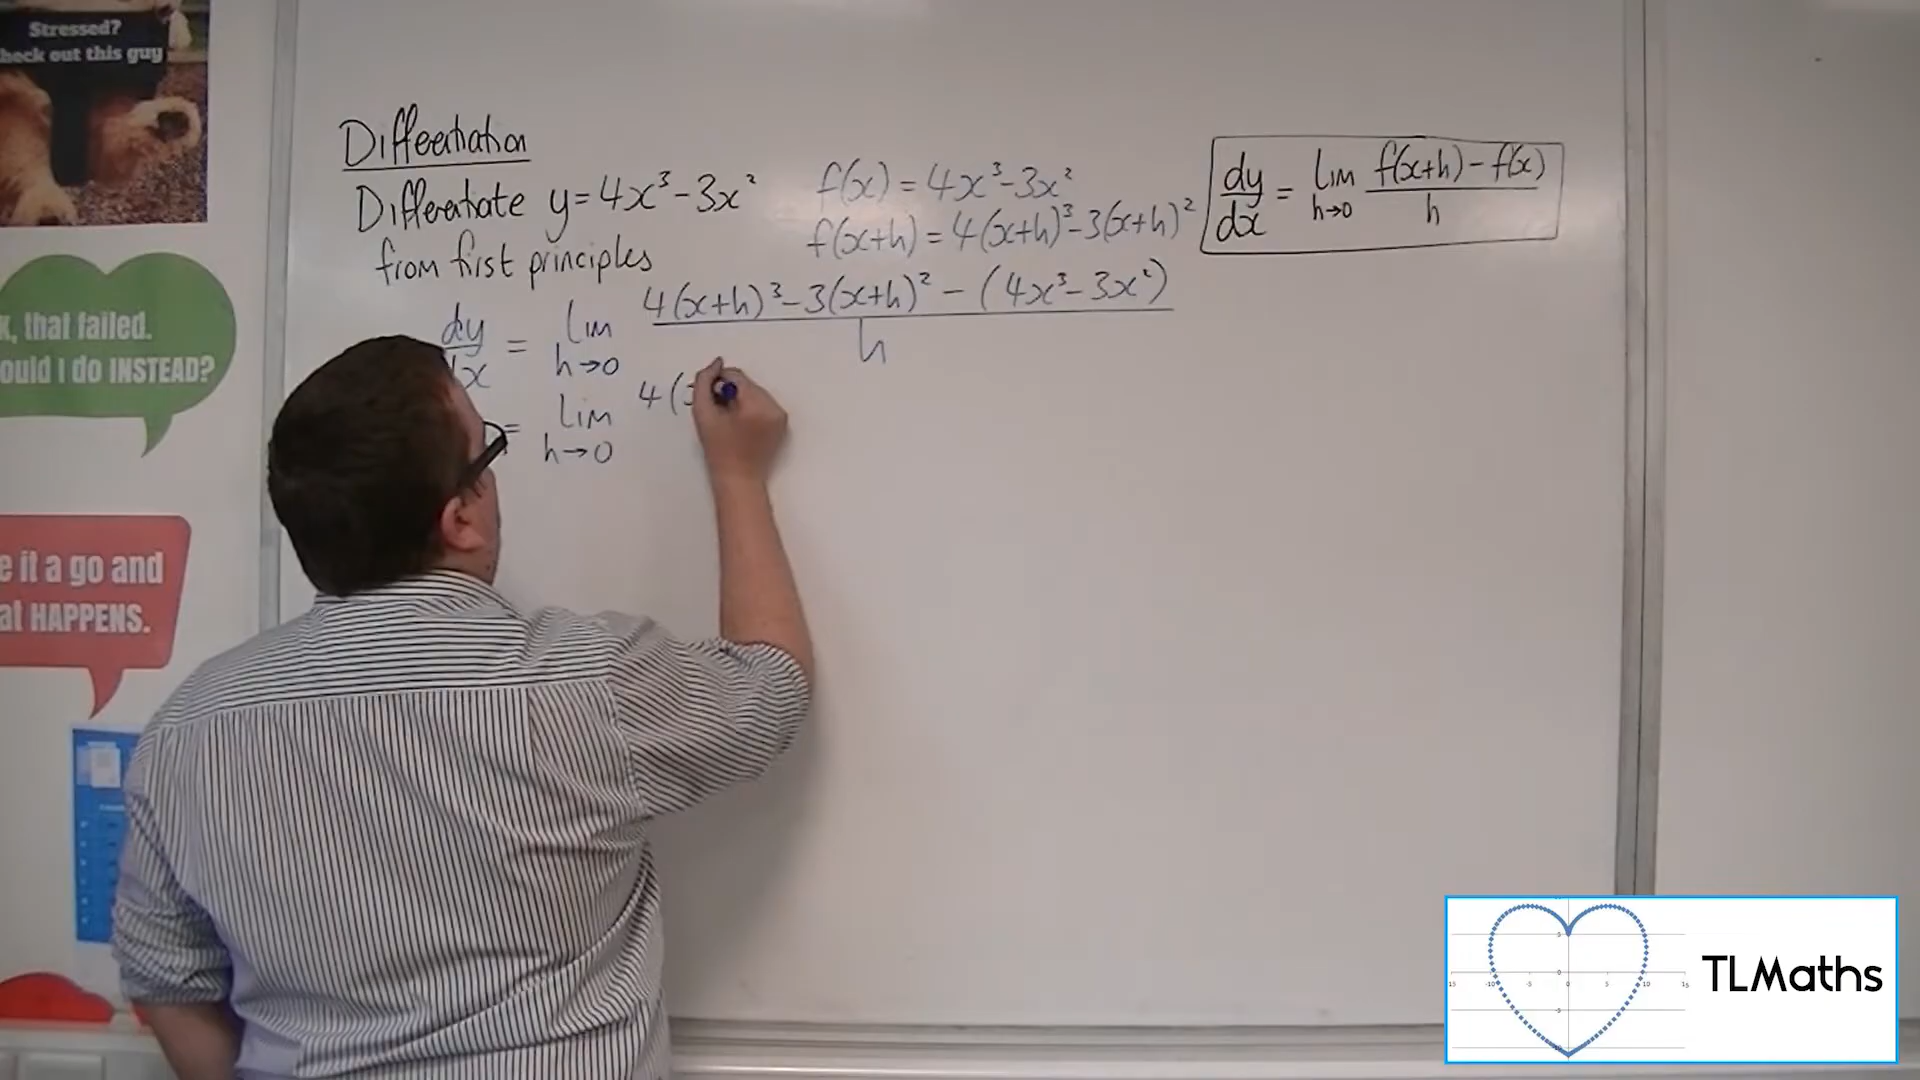 Stressed?
heck out this guy
k, that failed.
ould I do INSTEAD?
e it a go and
at HAPPENS.
Differentiation
Differentiate y = 4x³ - 3x²
from first principles
f(x) = 4x³ - 3x²
f(x+h) = 4(x+h)³ - 3(x+h)²
dy/dx = lim h→0 (f(x+h) - f(x))/h
dy/dx = lim h→0 (4(x+h)³ - 3(x+h)² - (4x³ - 3x²))/h
= lim h→0 4(x
TLMaths